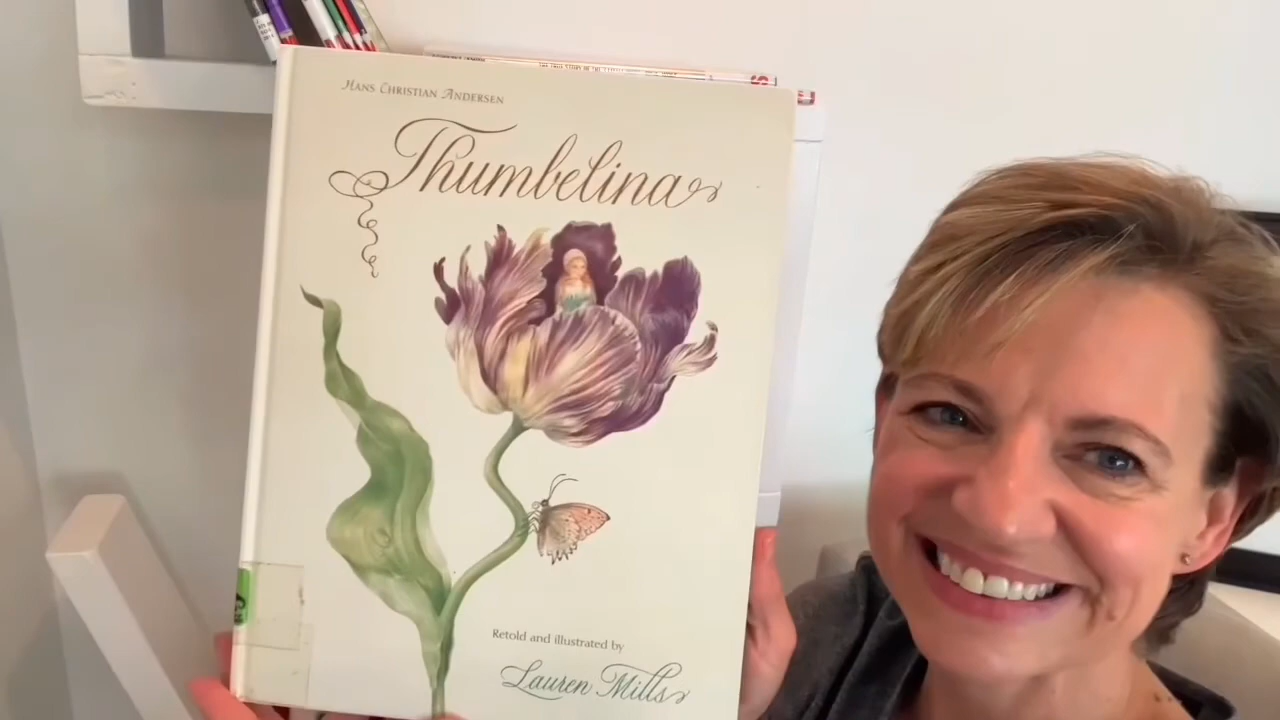 Hans Christian Andersen
Thumbelina
Retold and illustrated by
Lauren Mills